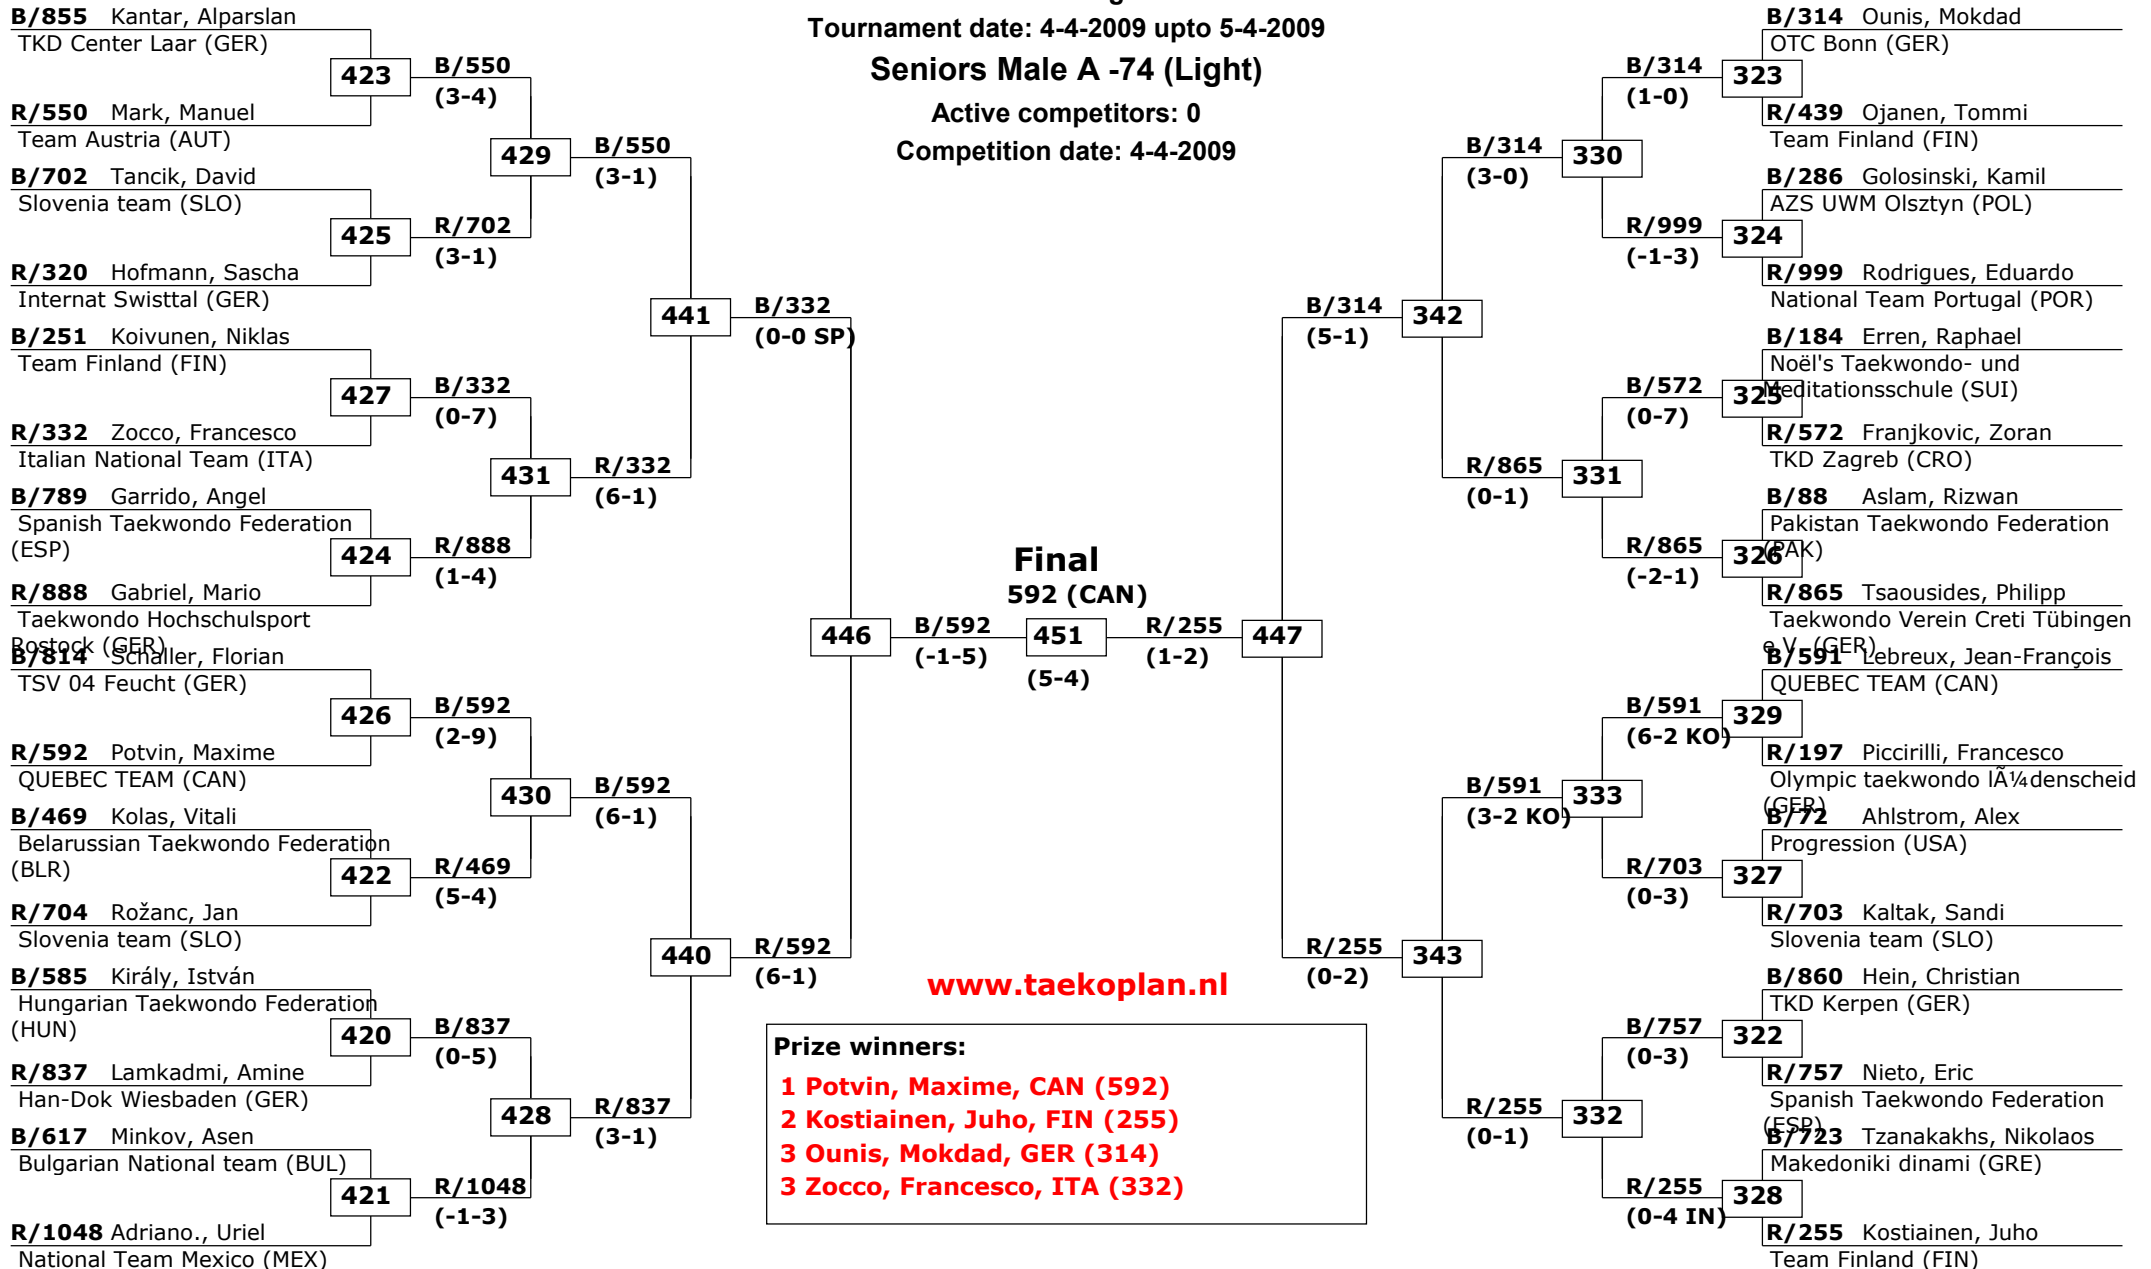 Tournament date: 4-4-2009 upto 5-4-2009
Seniors Male A -74 (Light)
Active competitors: 0
Competition date: 4-4-2009
B/855 Kantar, Alparslan
TKD Center Laar (GER)
423
R/550 Mark, Manuel
Team Austria (AUT)
B/702 Tancik, David
Slovenia team (SLO)
425
R/320 Hofmann, Sascha
Internat Swisttal (GER)
B/251 Koivunen, Niklas
Team Finland (FIN)
427
R/332 Zocco, Francesco
Italian National Team (ITA)
B/789 Garrido, Angel
Spanish Taekwondo Federation
(ESP)
424
R/888 Gabriel, Mario
Taekwondo Hochschulsport
Rostock (GER)
B/814 Schaller, Florian
TSV 04 Feucht (GER)
426
R/592 Potvin, Maxime
QUEBEC TEAM (CAN)
B/469 Kolas, Vitali
Belarussian Taekwondo Federation
(BLR)
422
R/704 Rožanc, Jan
Slovenia team (SLO)
B/585 Király, István
Hungarian Taekwondo Federation
(HUN)
420
R/837 Lamkadmi, Amine
Han-Dok Wiesbaden (GER)
B/617 Minkov, Asen
Bulgarian National team (BUL)
421
R/1048 Adriano., Uriel
National Team Mexico (MEX)
B/550
(3-4)
429
R/702
(3-1)
B/332
(0-7)
431
R/888
(1-4)
B/592
(2-9)
430
R/469
(5-4)
B/837
(0-5)
428
R/1048
(-1-3)
B/550
(3-1)
441
R/332
(6-1)
B/592
(6-1)
440
R/837
(3-1)
B/332
(0-0 SP)
446
R/592
(6-1)
B/592
(-1-5)
Final
592 (CAN)
451
(5-4)
R/255
(1-2)
447
B/314
(5-1)
342
R/255
(0-2)
343
B/314
(3-0)
330
R/865
(0-1)
331
B/591
(3-2 KO)
333
R/255
(0-1)
332
B/314
(1-0)
323
R/999
(-1-3)
324
B/572
(0-7)
325
R/865
(-2-1)
326
B/591
(6-2 KO)
329
R/703
(0-3)
327
B/757
(0-3)
322
R/255
(0-4 IN)
328
B/314 Ounis, Mokdad
OTC Bonn (GER)
R/439 Ojanen, Tommi
Team Finland (FIN)
B/286 Golosinski, Kamil
AZS UWM Olsztyn (POL)
R/999 Rodrigues, Eduardo
National Team Portugal (POR)
B/184 Erren, Raphael
Noël's Taekwondo- und
Meditationsschule (SUI)
R/572 Franjkovic, Zoran
TKD Zagreb (CRO)
B/88 Aslam, Rizwan
Pakistan Taekwondo Federation
(PAK)
R/865 Tsaousides, Philipp
Taekwondo Verein Creti Tübingen
e.V. (GER)
B/591 Lebreux, Jean-François
QUEBEC TEAM (CAN)
R/197 Piccirilli, Francesco
Olympic taekwondo lÃ¼denscheid
(GER)
B/72 Ahlstrom, Alex
Progression (USA)
R/703 Kaltak, Sandi
Slovenia team (SLO)
B/860 Hein, Christian
TKD Kerpen (GER)
R/757 Nieto, Eric
Spanish Taekwondo Federation
(ESP)
B/723 Tzanakakhs, Nikolaos
Makedoniki dinami (GRE)
R/255 Kostiainen, Juho
Team Finland (FIN)
www.taekoplan.nl
Prize winners:
1 Potvin, Maxime, CAN (592)
2 Kostiainen, Juho, FIN (255)
3 Ounis, Mokdad, GER (314)
3 Zocco, Francesco, ITA (332)